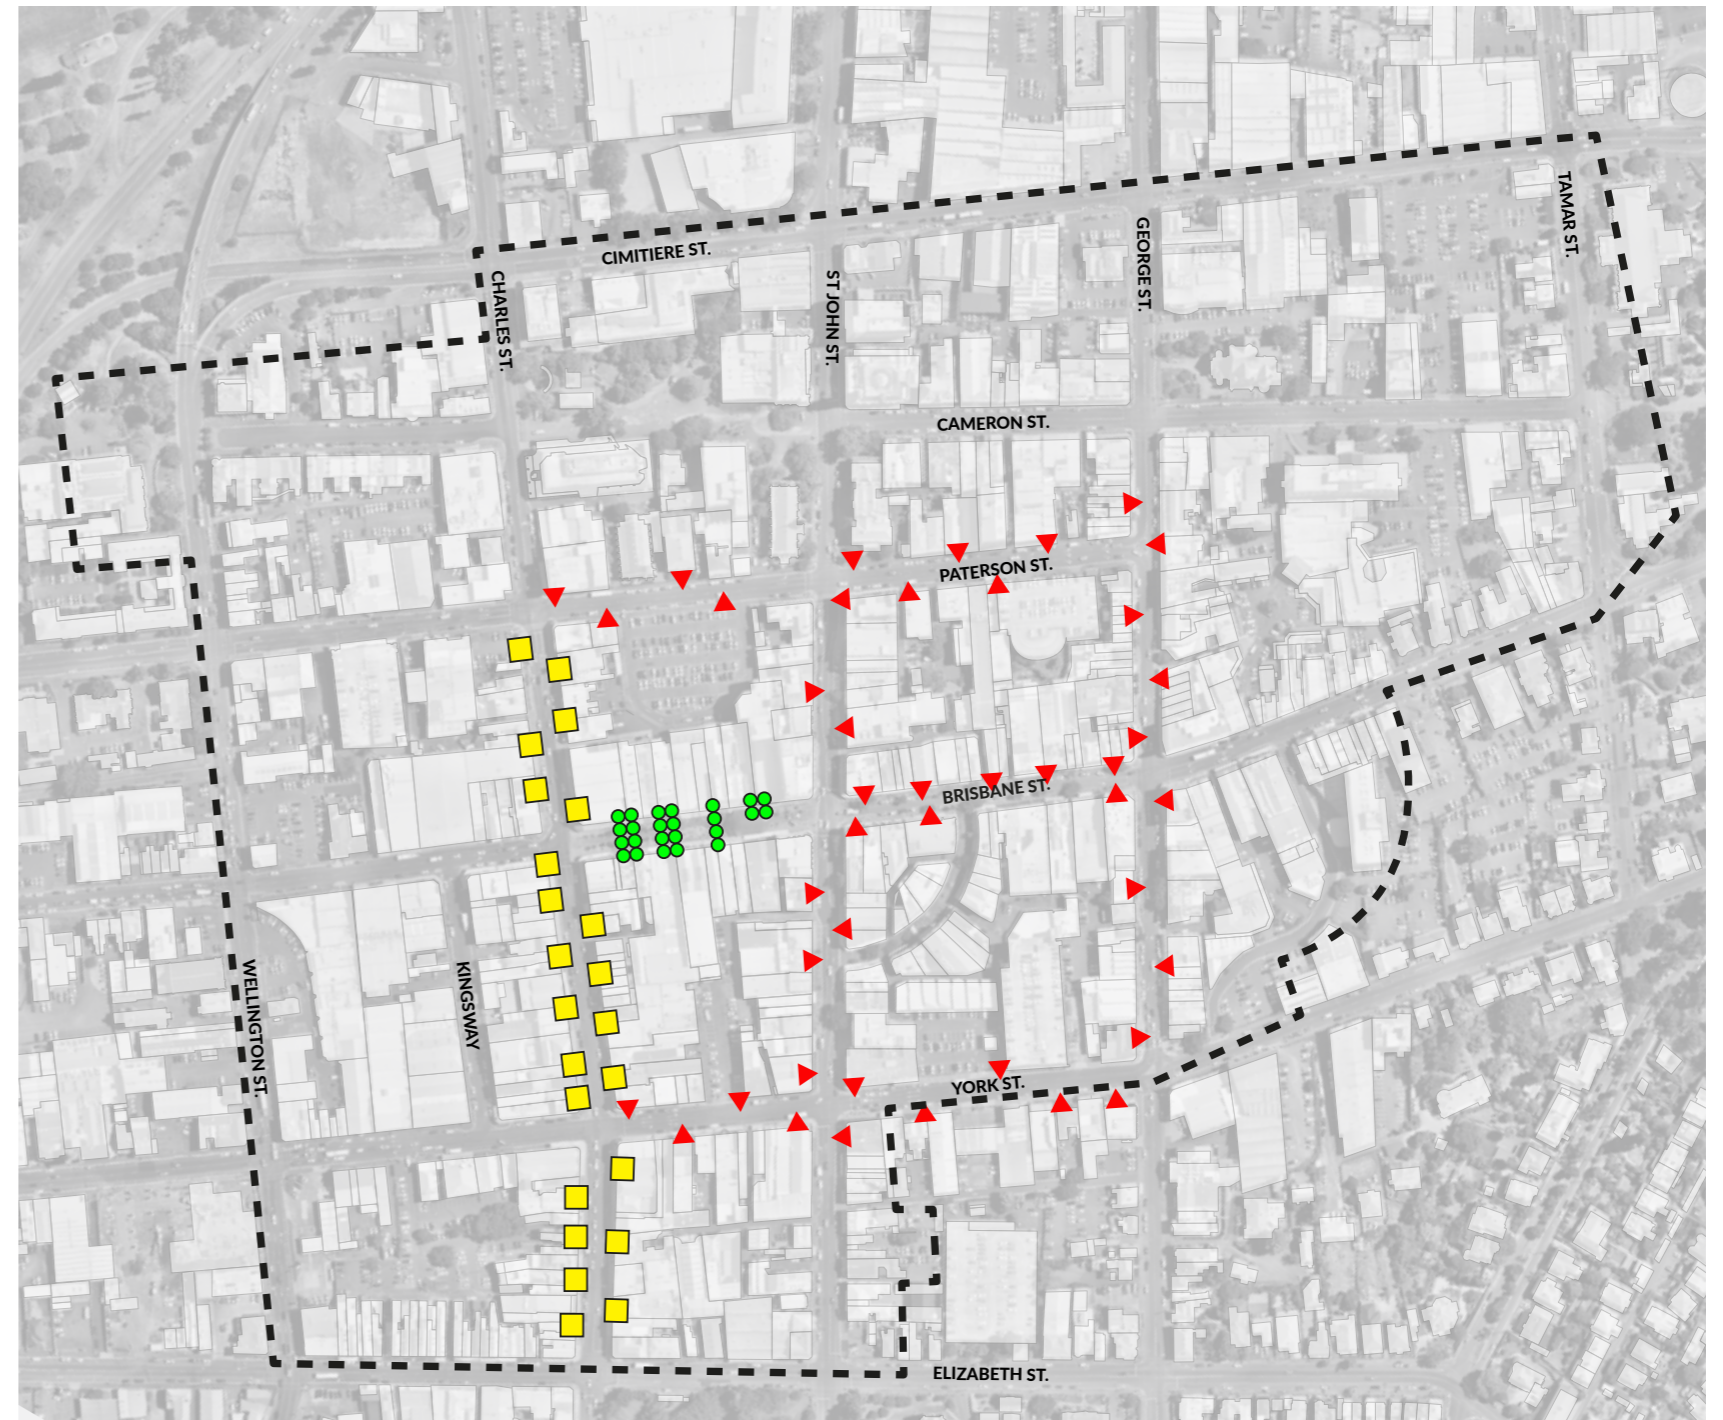 TAMAR ST.
GEORGE ST.
CIMITIERE ST.
CHARLES ST.
ST JOHN ST.
CAMERON ST.
PATERSON ST.
BRISBANE ST.
WELLINGTON ST.
KINGSWAY
YORK ST.
ELIZABETH ST.